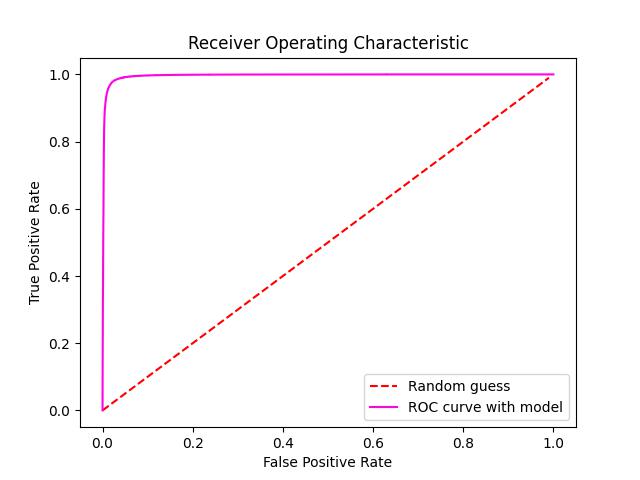 Receiver Operating Characteristic
True Positive Rate
1.0
0.8
0.6
0.4
0.2
0.0
Random guess
ROC curve with model
0.0 0.2 0.4 0.6 0.8 1.0
False Positive Rate